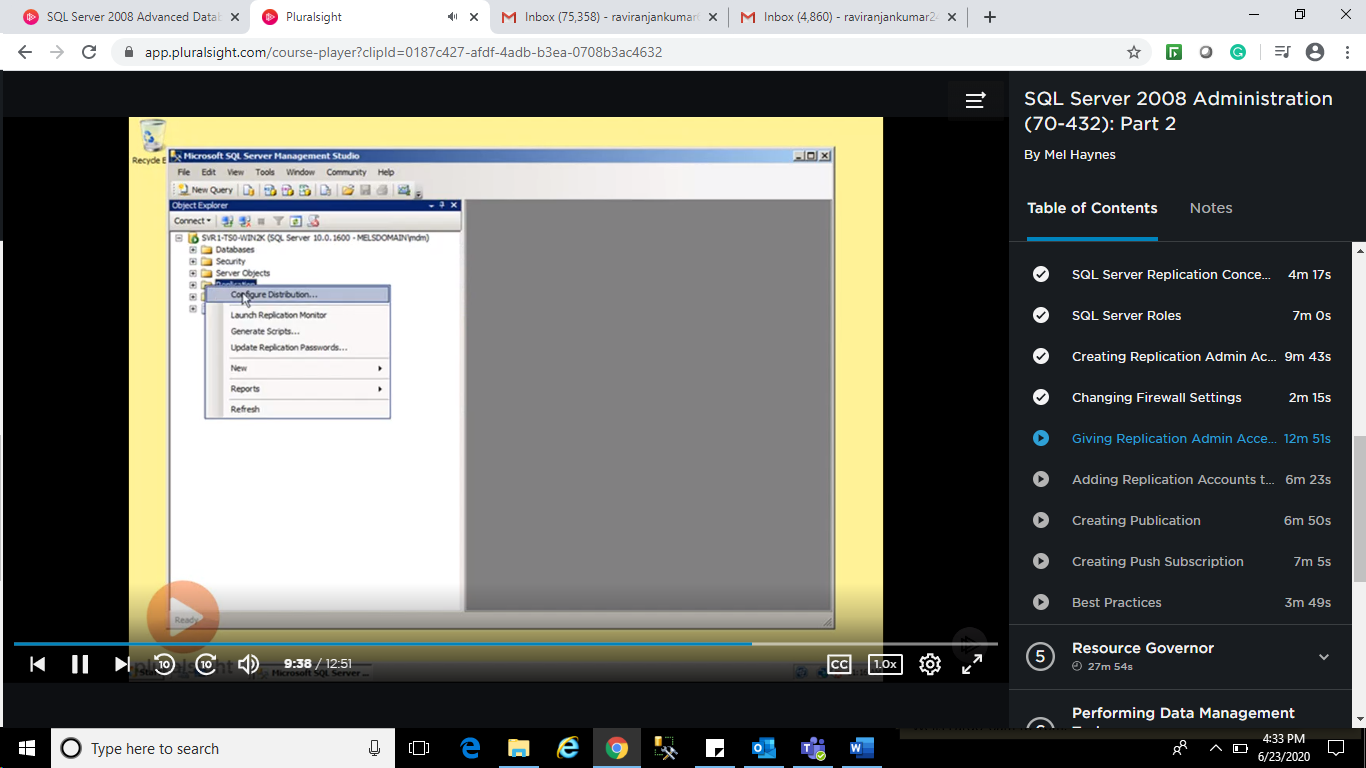 SQL Server 2008 Advanced Datab
Pluralsight
Inbox (75,358) - raviranjankumar
Inbox (4,860) - raviranjankumar2
app.pluralsight.com/course-player?clipId=0187c427-afdf-4adb-b3ea-0708b3ac4632
SQL Server 2008 Administration
(70-432): Part 2
By Mel Haynes
Table of Contents
Notes
SQL Server Replication Conce... 4m 17s
SQL Server Roles 7m 0s
Creating Replication Admin Ac... 9m 43s
Changing Firewall Settings 2m 15s
Giving Replication Admin Acce... 12m 51s
Adding Replication Accounts t... 6m 23s
Creating Publication 6m 50s
Creating Push Subscription 7m 5s
Best Practices 3m 49s
5 Resource Governor
27m 54s
Performing Data Management
Recycle B
Microsoft SQL Server Management Studio
File Edit View Tools Window Community Help
New Query
Object Explorer
Connect
SVR1-TS0-WIN2K (SQL Server 10.0.1600 - MELSDOMAIN\mdm)
Databases
Security
Server Objects
Replication
Configure Distribution...
Launch Replication Monitor
Generate Scripts...
Update Replication Passwords...
New
Reports
Refresh
Ready
10 10 9:38 / 12:51 CC 1.0x
pluralsight
Microsoft SQL Server ...
Type here to search
4:33 PM
6/23/2020